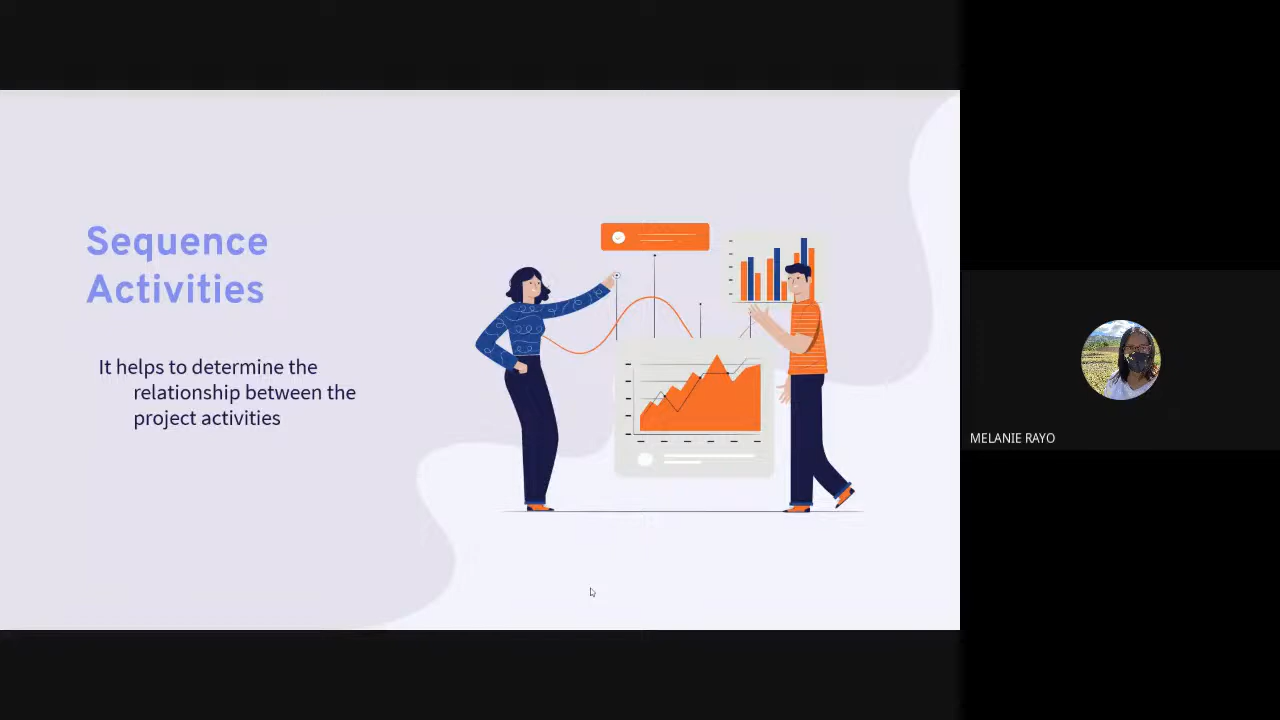 Sequence
Activities
It helps to determine the
relationship between the
project activities
MELANIE RAYO